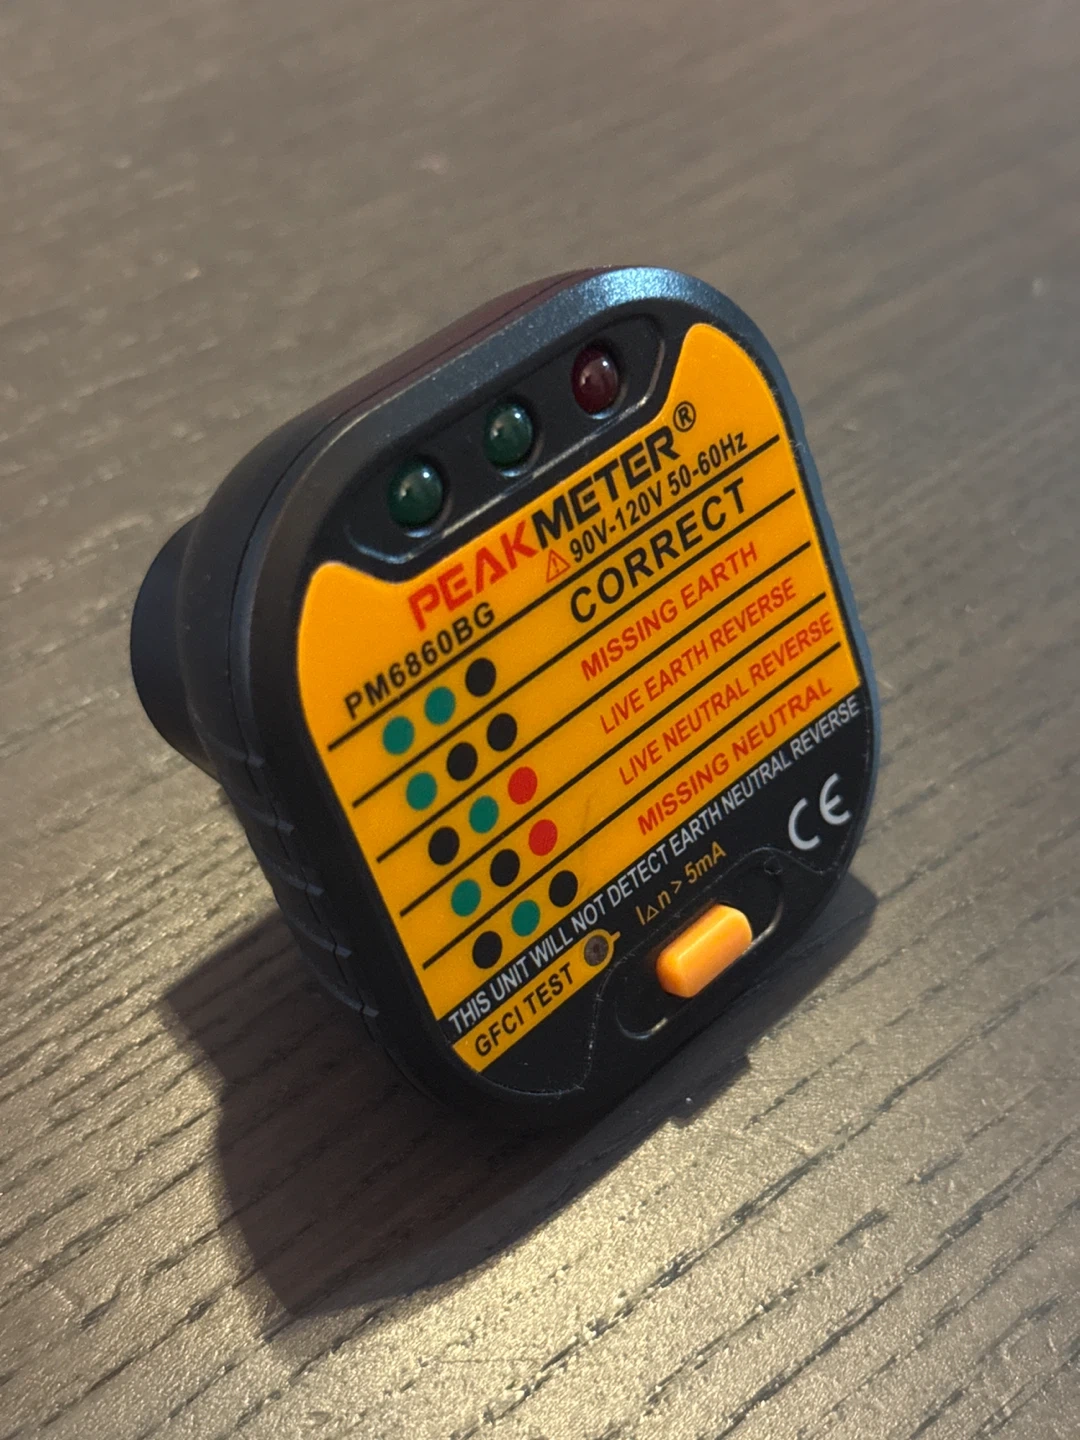 PEAKMETER®
PM6860BG ⚠90V-120V 50-60Hz
CORRECT
MISSING EARTH
LIVE EARTH REVERSE
LIVE NEUTRAL REVERSE
MISSING NEUTRAL
THIS UNIT WILL NOT DETECT EARTH NEUTRAL REVERSE
GFCI TEST
I△n > 5mA
CE